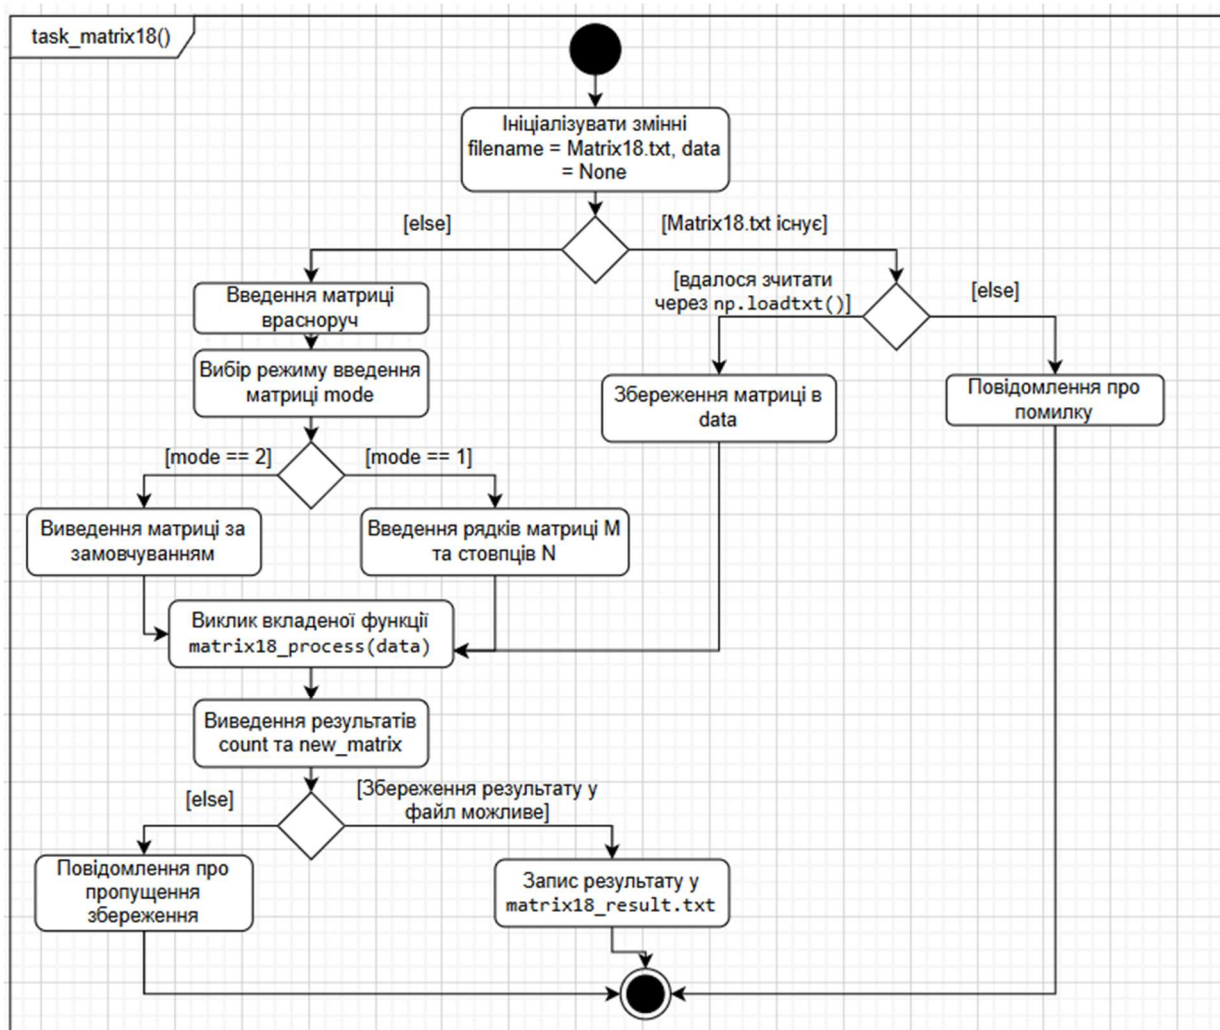 task_matrix18()
Ініціалізувати змінні
filename = Matrix18.txt, data
= None
[else]
[Matrix18.txt існує]
Введення матриці
врасноруч
[вдалося зчитати
через np.loadtxt()]
[else]
Вибір режиму введення
матриці mode
Збереження матриці в
data
Повідомлення про
помилку
[mode == 2]
[mode == 1]
Виведення матриці за
замовчуванням
Введення рядків матриці M
та стовпців N
Виклик вкладеної функції
matrix18_process(data)
Виведення результатів
count та new_matrix
[else]
[Збереження результату у
файл можливе]
Повідомлення про
пропущення
збереження
Запис результату у
matrix18_result.txt